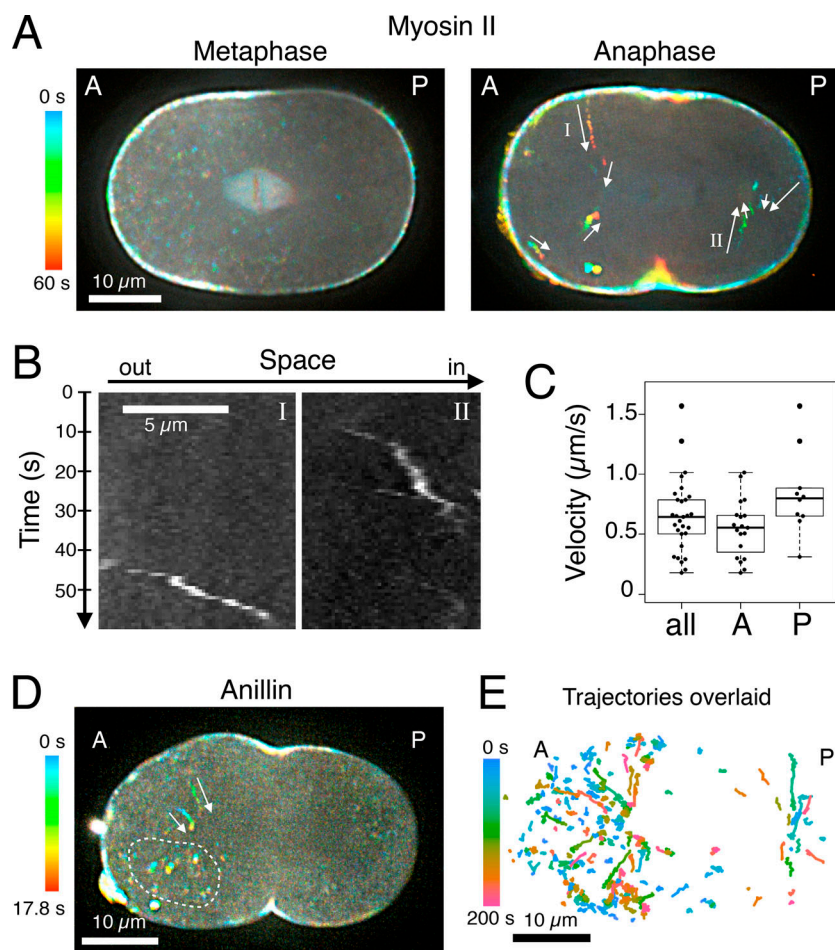 A
Myosin II
Metaphase
Anaphase
0 s
60 s
A
P
10 µm
A
P
I
II
B
Space
out
in
Time (s)
0
10
20
30
40
50
5 µm
I
II
C
Velocity (µm/s)
1.5
1.0
0.5
0
all
A
P
D
Anillin
0 s
17.8 s
A
P
10 µm
E
Trajectories overlaid
0 s
200 s
A
P
10 µm